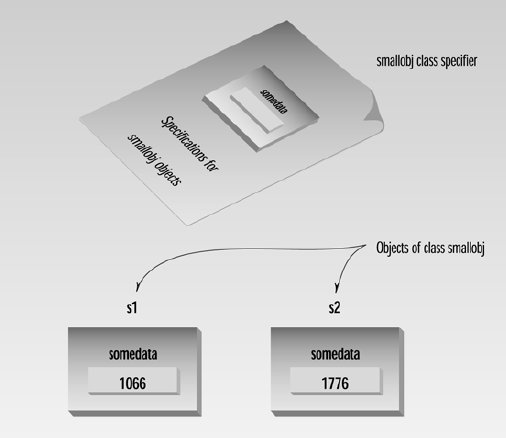 smallobj class specifier
somedata
Specifications for
smallobj objects
Objects of class smallobj
s1
s2
somedata
1066
somedata
1776